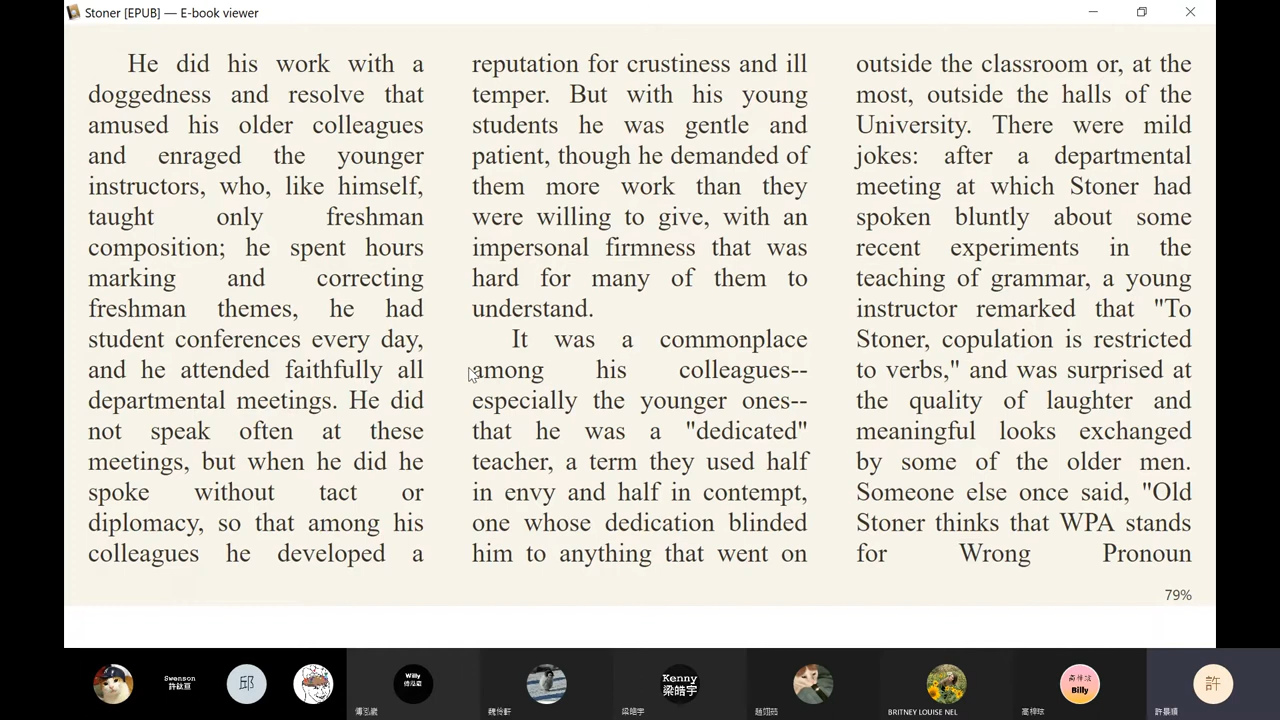 Stoner [EPUB] — E-book viewer
He did his work with a
doggedness and resolve that
amused his older colleagues
and enraged the younger
instructors, who, like himself,
taught only freshman
composition; he spent hours
marking and correcting
freshman themes, he had
student conferences every day,
and he attended faithfully all
departmental meetings. He did
not speak often at these
meetings, but when he did he
spoke without tact or
diplomacy, so that among his
colleagues he developed a
reputation for crustiness and ill
temper. But with his young
students he was gentle and
patient, though he demanded of
them more work than they
were willing to give, with an
impersonal firmness that was
hard for many of them to
understand.
It was a commonplace
among his colleagues--
especially the younger ones--
that he was a "dedicated"
teacher, a term they used half
in envy and half in contempt,
one whose dedication blinded
him to anything that went on
outside the classroom or, at the
most, outside the halls of the
University. There were mild
jokes: after a departmental
meeting at which Stoner had
spoken bluntly about some
recent experiments in the
teaching of grammar, a young
instructor remarked that "To
Stoner, copulation is restricted
to verbs," and was surprised at
the quality of laughter and
meaningful looks exchanged
by some of the older men.
Someone else once said, "Old
Stoner thinks that WPA stands
for Wrong Pronoun
79%
Swenson
邱
Willy
Kenny
梁皓宇
梁皓宇
BRITNEY LOUISE NEL
Billy
許